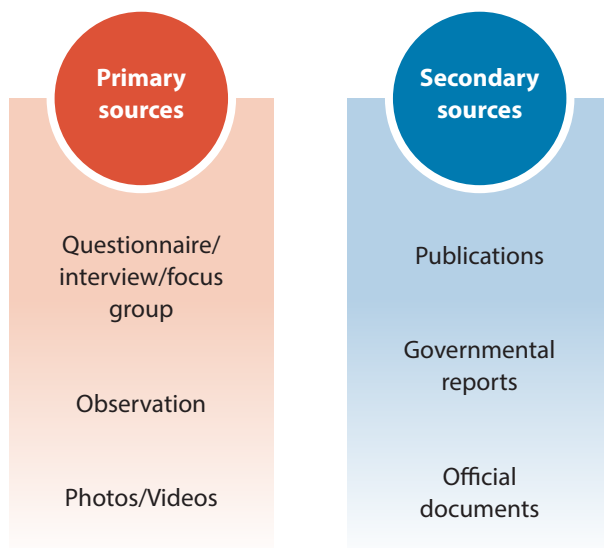 Primary
sources
Questionnaire/
interview/focus
group
Observation
Photos/Videos
Secondary
sources
Publications
Governmental
reports
Official
documents